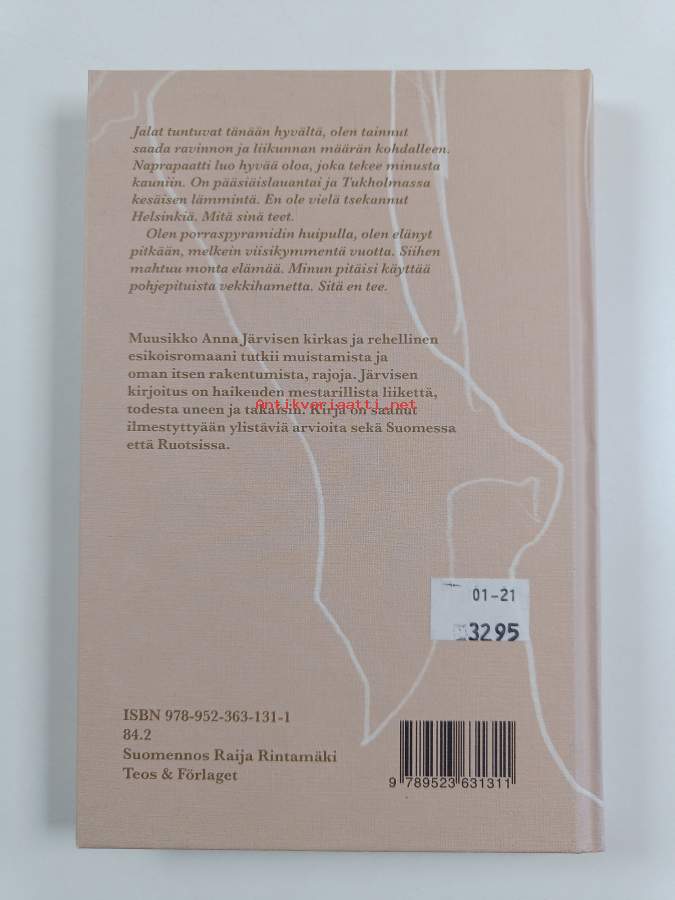 Jalat tuntuvat tänään hyvältä, olen tainnut
saada ravinnon ja liikunnan määrän kohdalleen.
Naprapaatti luo hyvää oloa, joka tekee minusta
kauniin. On pääsiäislauantai ja Tukholmassa
kesäisen lämmintä. En ole vielä tsekannut
Helsinkiä. Mitä sinä teet.
Olen porraspyramidin huipulla, olen elänyt
pitkään, melkein viisikymmentä vuotta. Siihen
mahtuu monta elämää. Minun pitäisi käyttää
pohjepituista vekkihametta. Sitä en tee.
Muusikko Anna Järvisen kirkas ja rehellinen
esikoisromaani tutkii muistamista ja
oman itsen rakentumista, rajoja. Järvisen
kirjoitus on haikeuden mestarillista liikettä,
Antikvariaatti.net
todesta uneen ja takaisin. Kirja on saanut
ilmestyttyään ylistäviä arvioita sekä Suomessa
että Ruotsissa.
01-21
3295
ISBN 978-952-363-131-1
84.2
Suomennos Raija Rintamäki
Teos & Förlaget
9 789523 631311